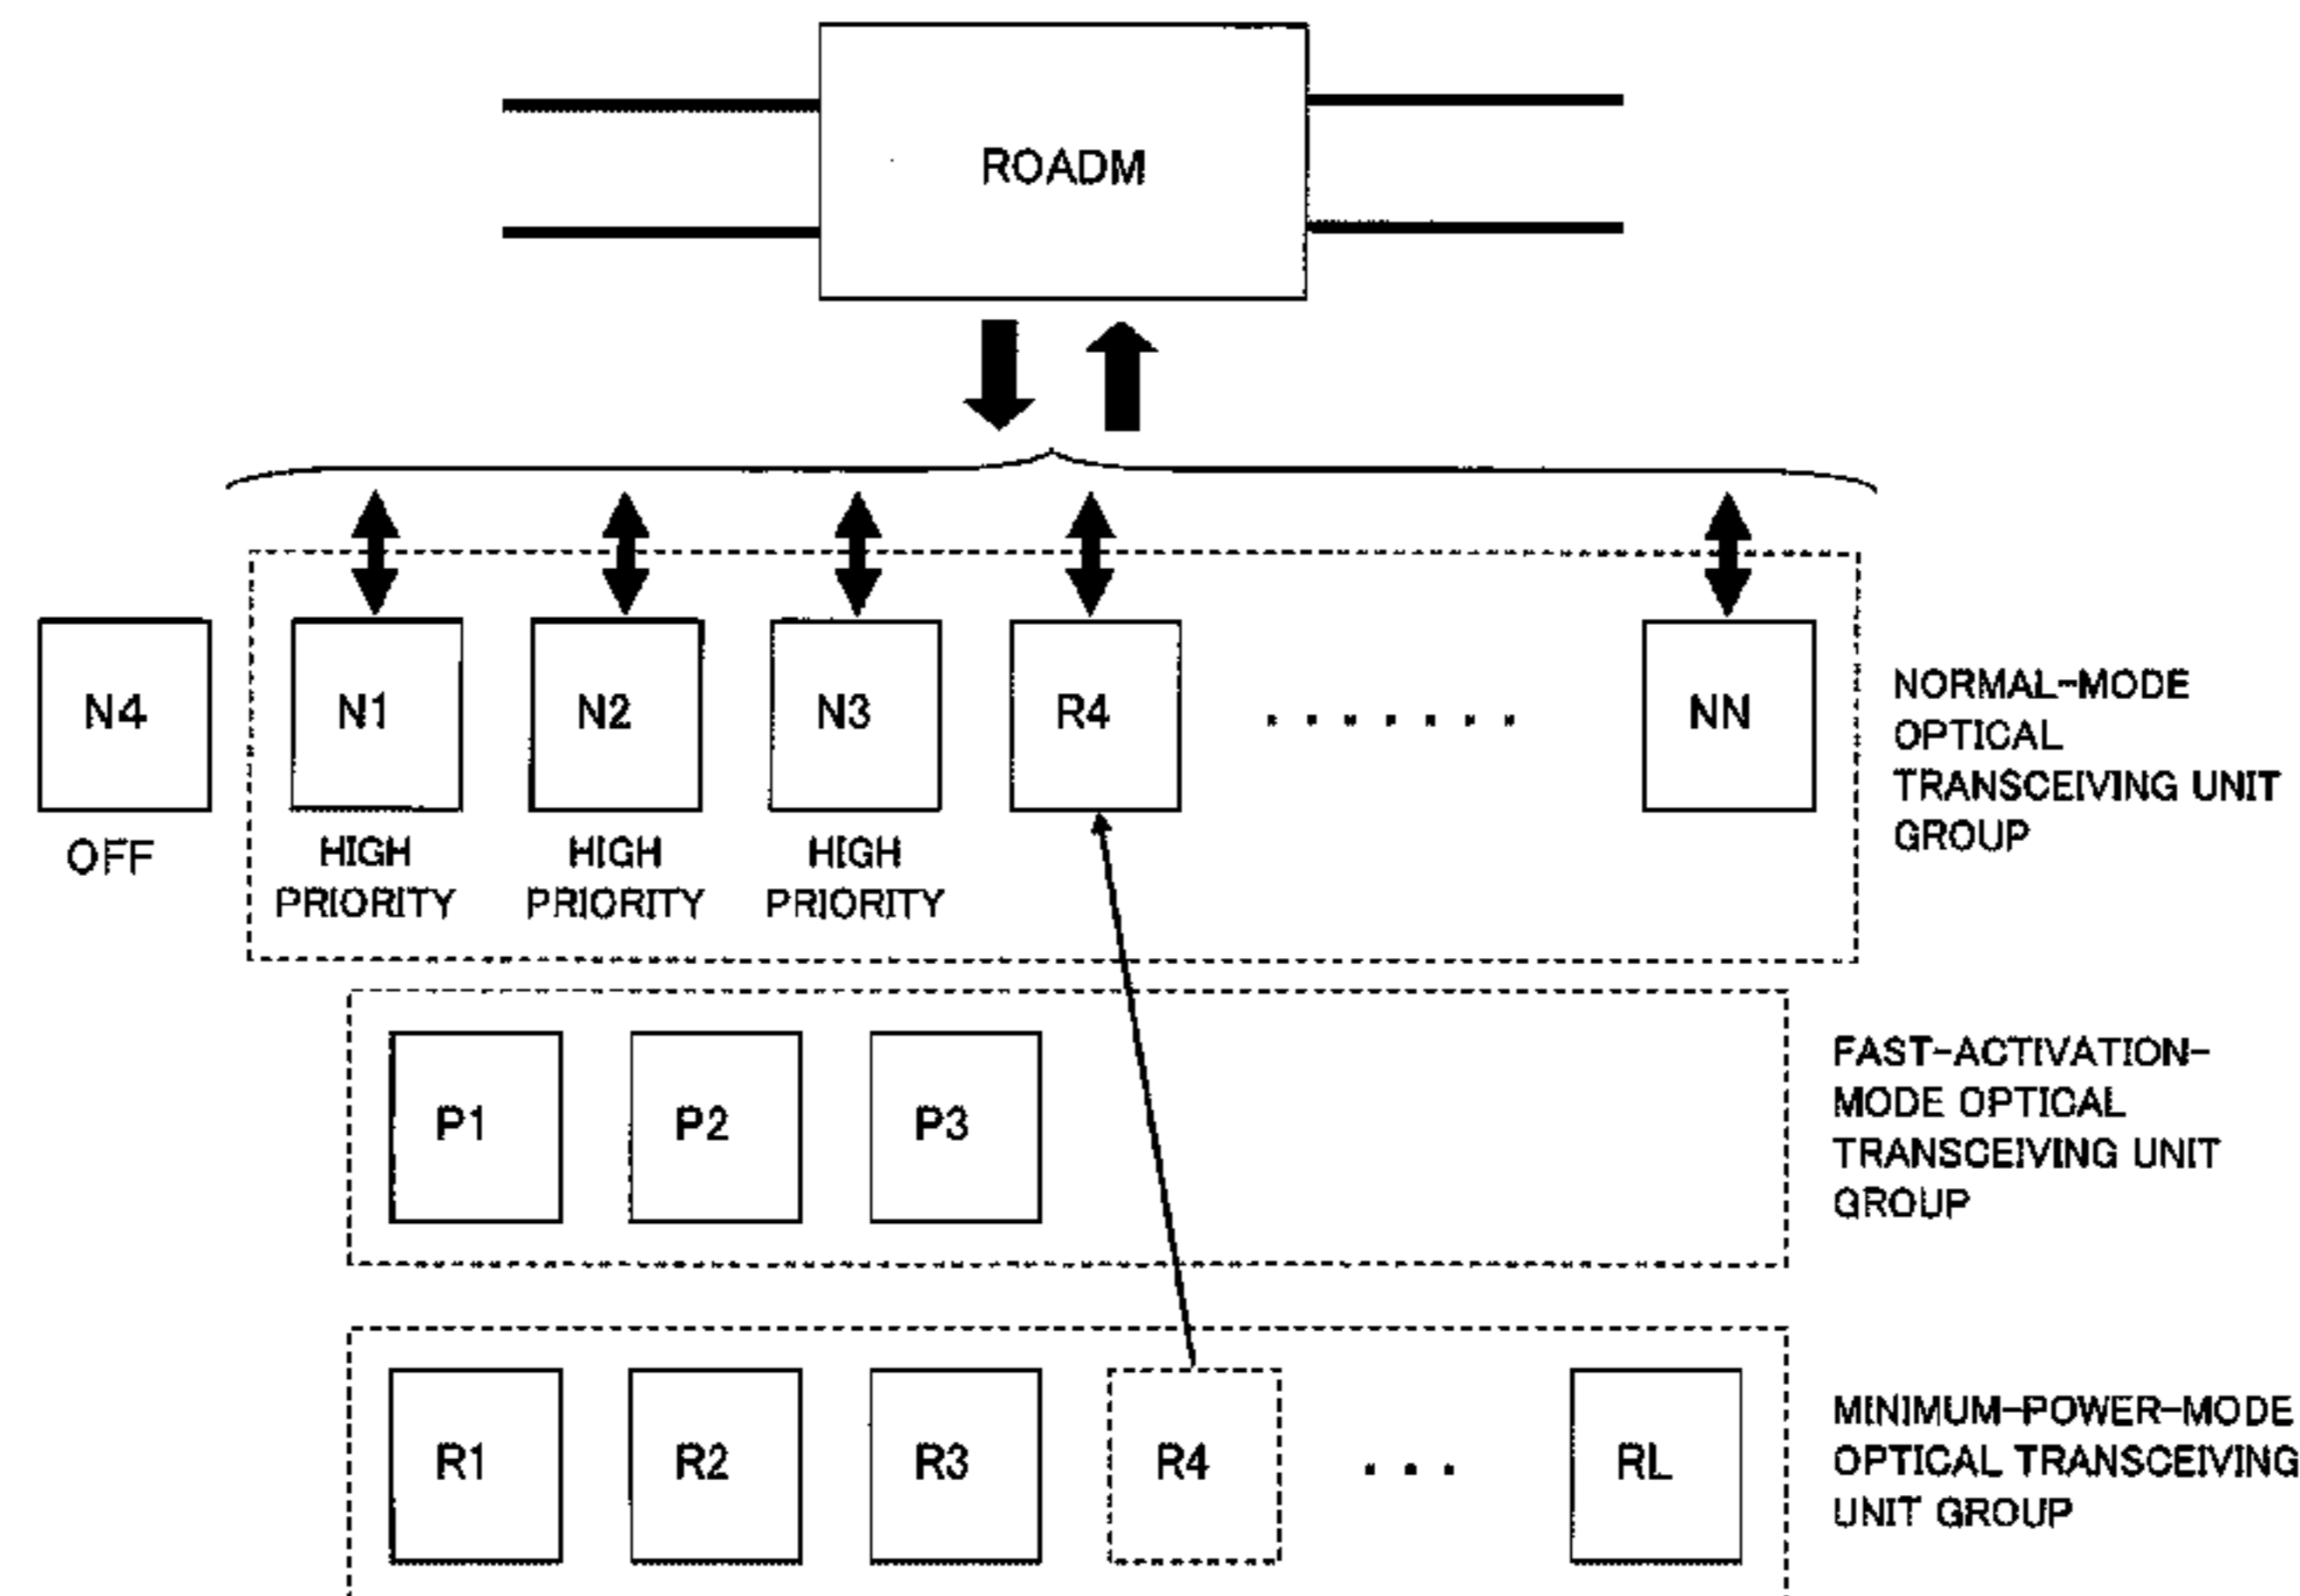 ROADM
N4
N1
N2
N3
R4
. . . . . . .
NN
OFF
HIGH
PRIORITY
HIGH
PRIORITY
HIGH
PRIORITY
NORMAL-MODE
OPTICAL
TRANSCEIVING UNIT
GROUP
P1
P2
P3
FAST-ACTIVATION-
MODE OPTICAL
TRANSCEIVING UNIT
GROUP
R1
R2
R3
R4
. . .
RL
MINIMUM-POWER-MODE
OPTICAL TRANSCEIVING
UNIT GROUP